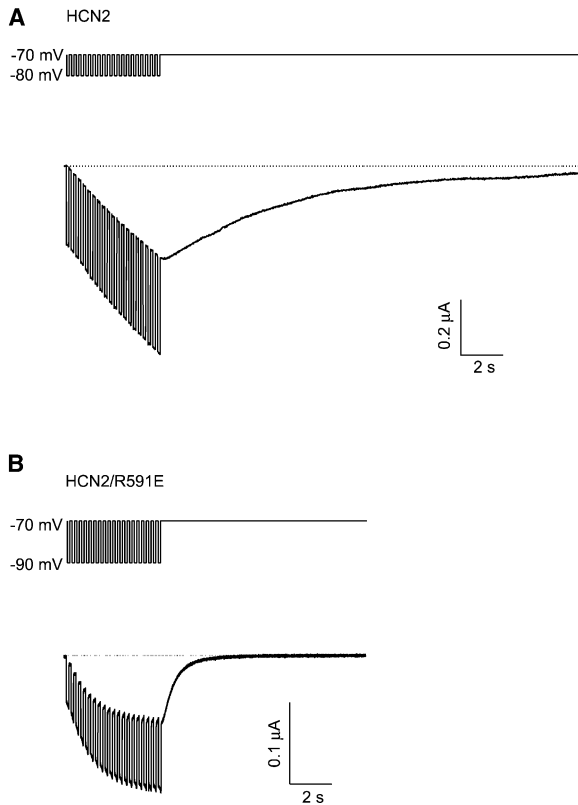 A
HCN2
-70 mV
-80 mV
0.2 µA
2 s
B
HCN2/R591E
-70 mV
-90 mV
0.1 µA
2 s